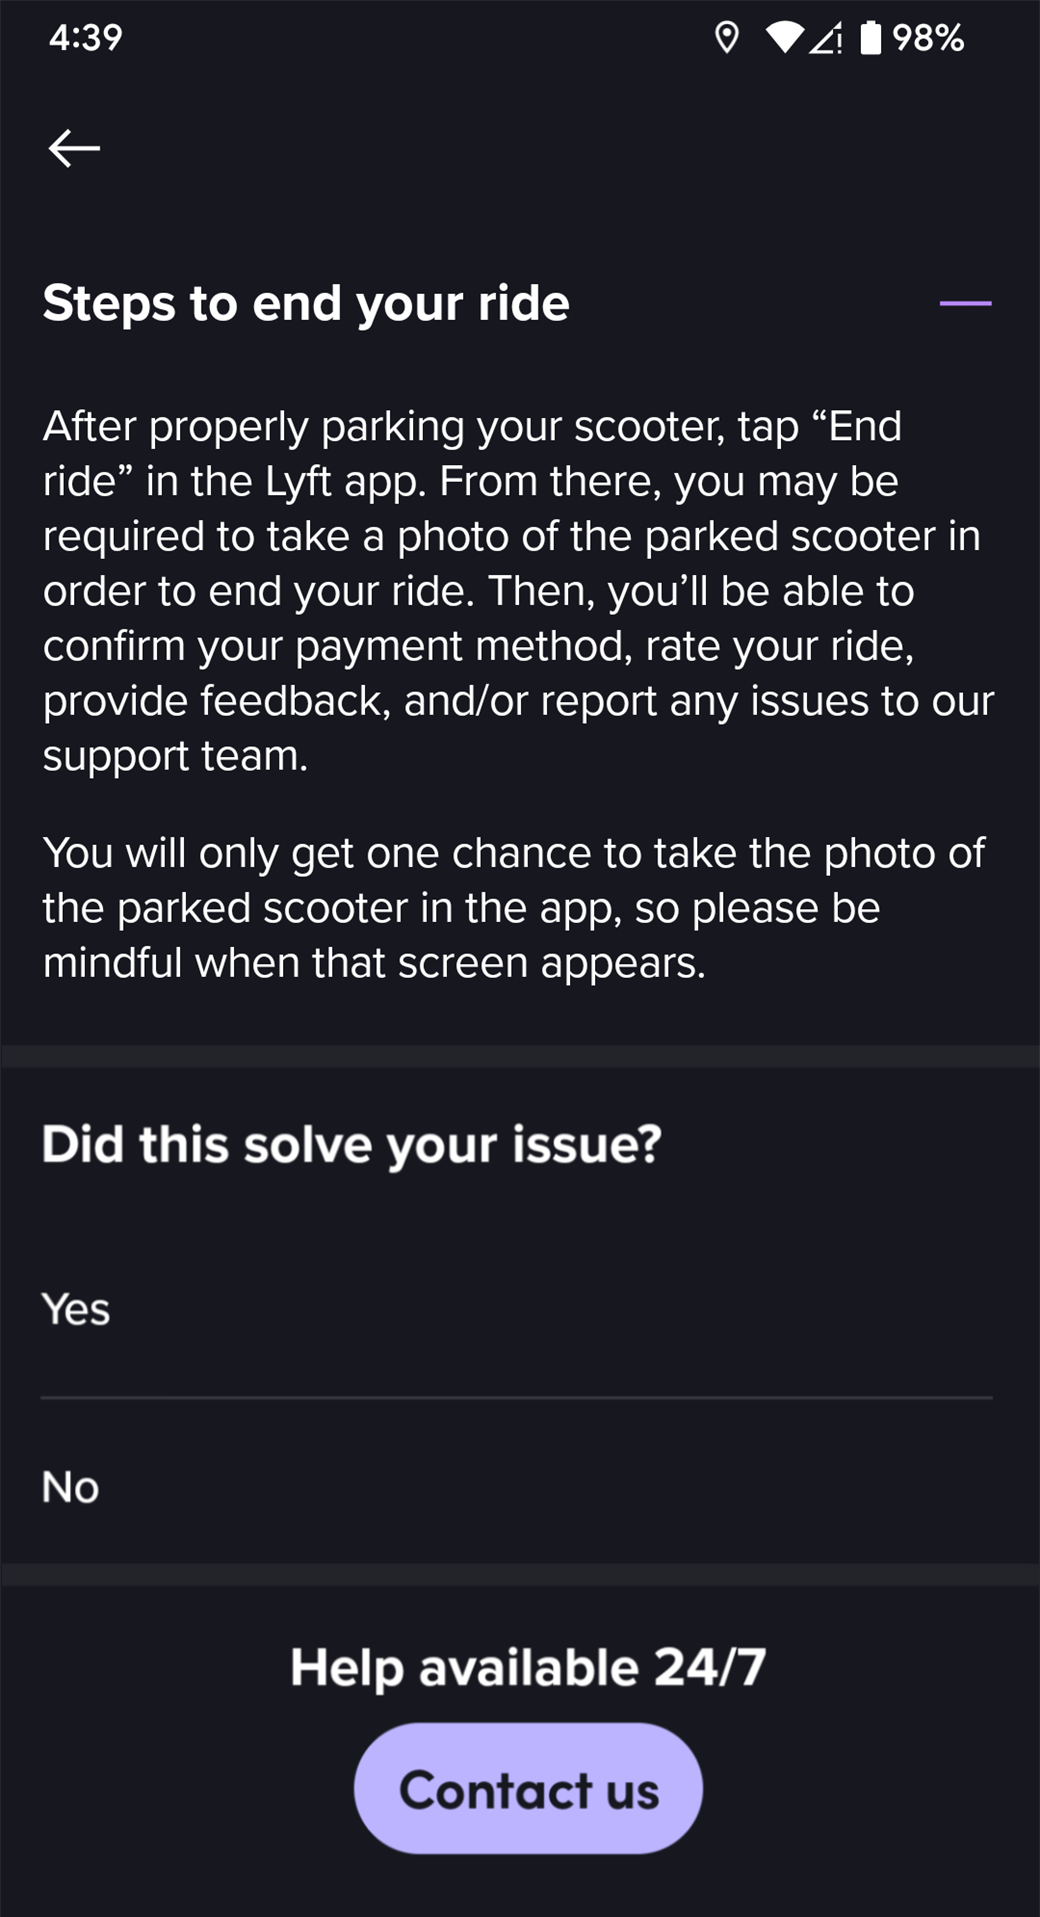 4:39
98%
Steps to end your ride
After properly parking your scooter, tap “End
ride” in the Lyft app. From there, you may be
required to take a photo of the parked scooter in
order to end your ride. Then, you’ll be able to
confirm your payment method, rate your ride,
provide feedback, and/or report any issues to our
support team.
You will only get one chance to take the photo of
the parked scooter in the app, so please be
mindful when that screen appears.
Did this solve your issue?
Yes
No
Help available 24/7
Contact us